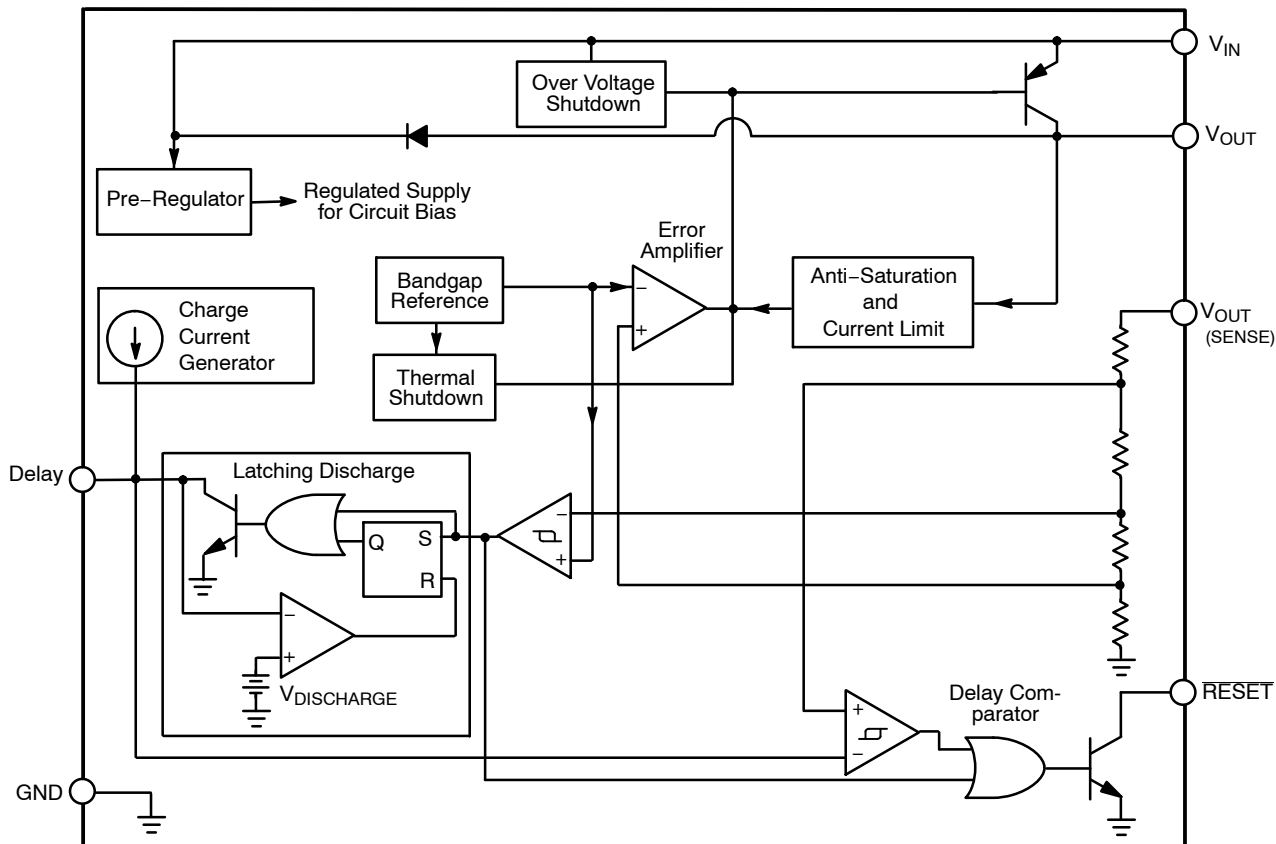 V_IN
Over Voltage
Shutdown
V_OUT
Pre−Regulator
Regulated Supply
for Circuit Bias
Error
Amplifier
Bandgap
Reference
−
+
Anti−Saturation
and
Current Limit
V_OUT
(SENSE)
Charge
Current
Generator
Thermal
Shutdown
Delay
Latching Discharge
Q
S
R
−
+
−
+
V_DISCHARGE
Delay Com-
parator
R̅E̅S̅E̅T̅
+
−
GND